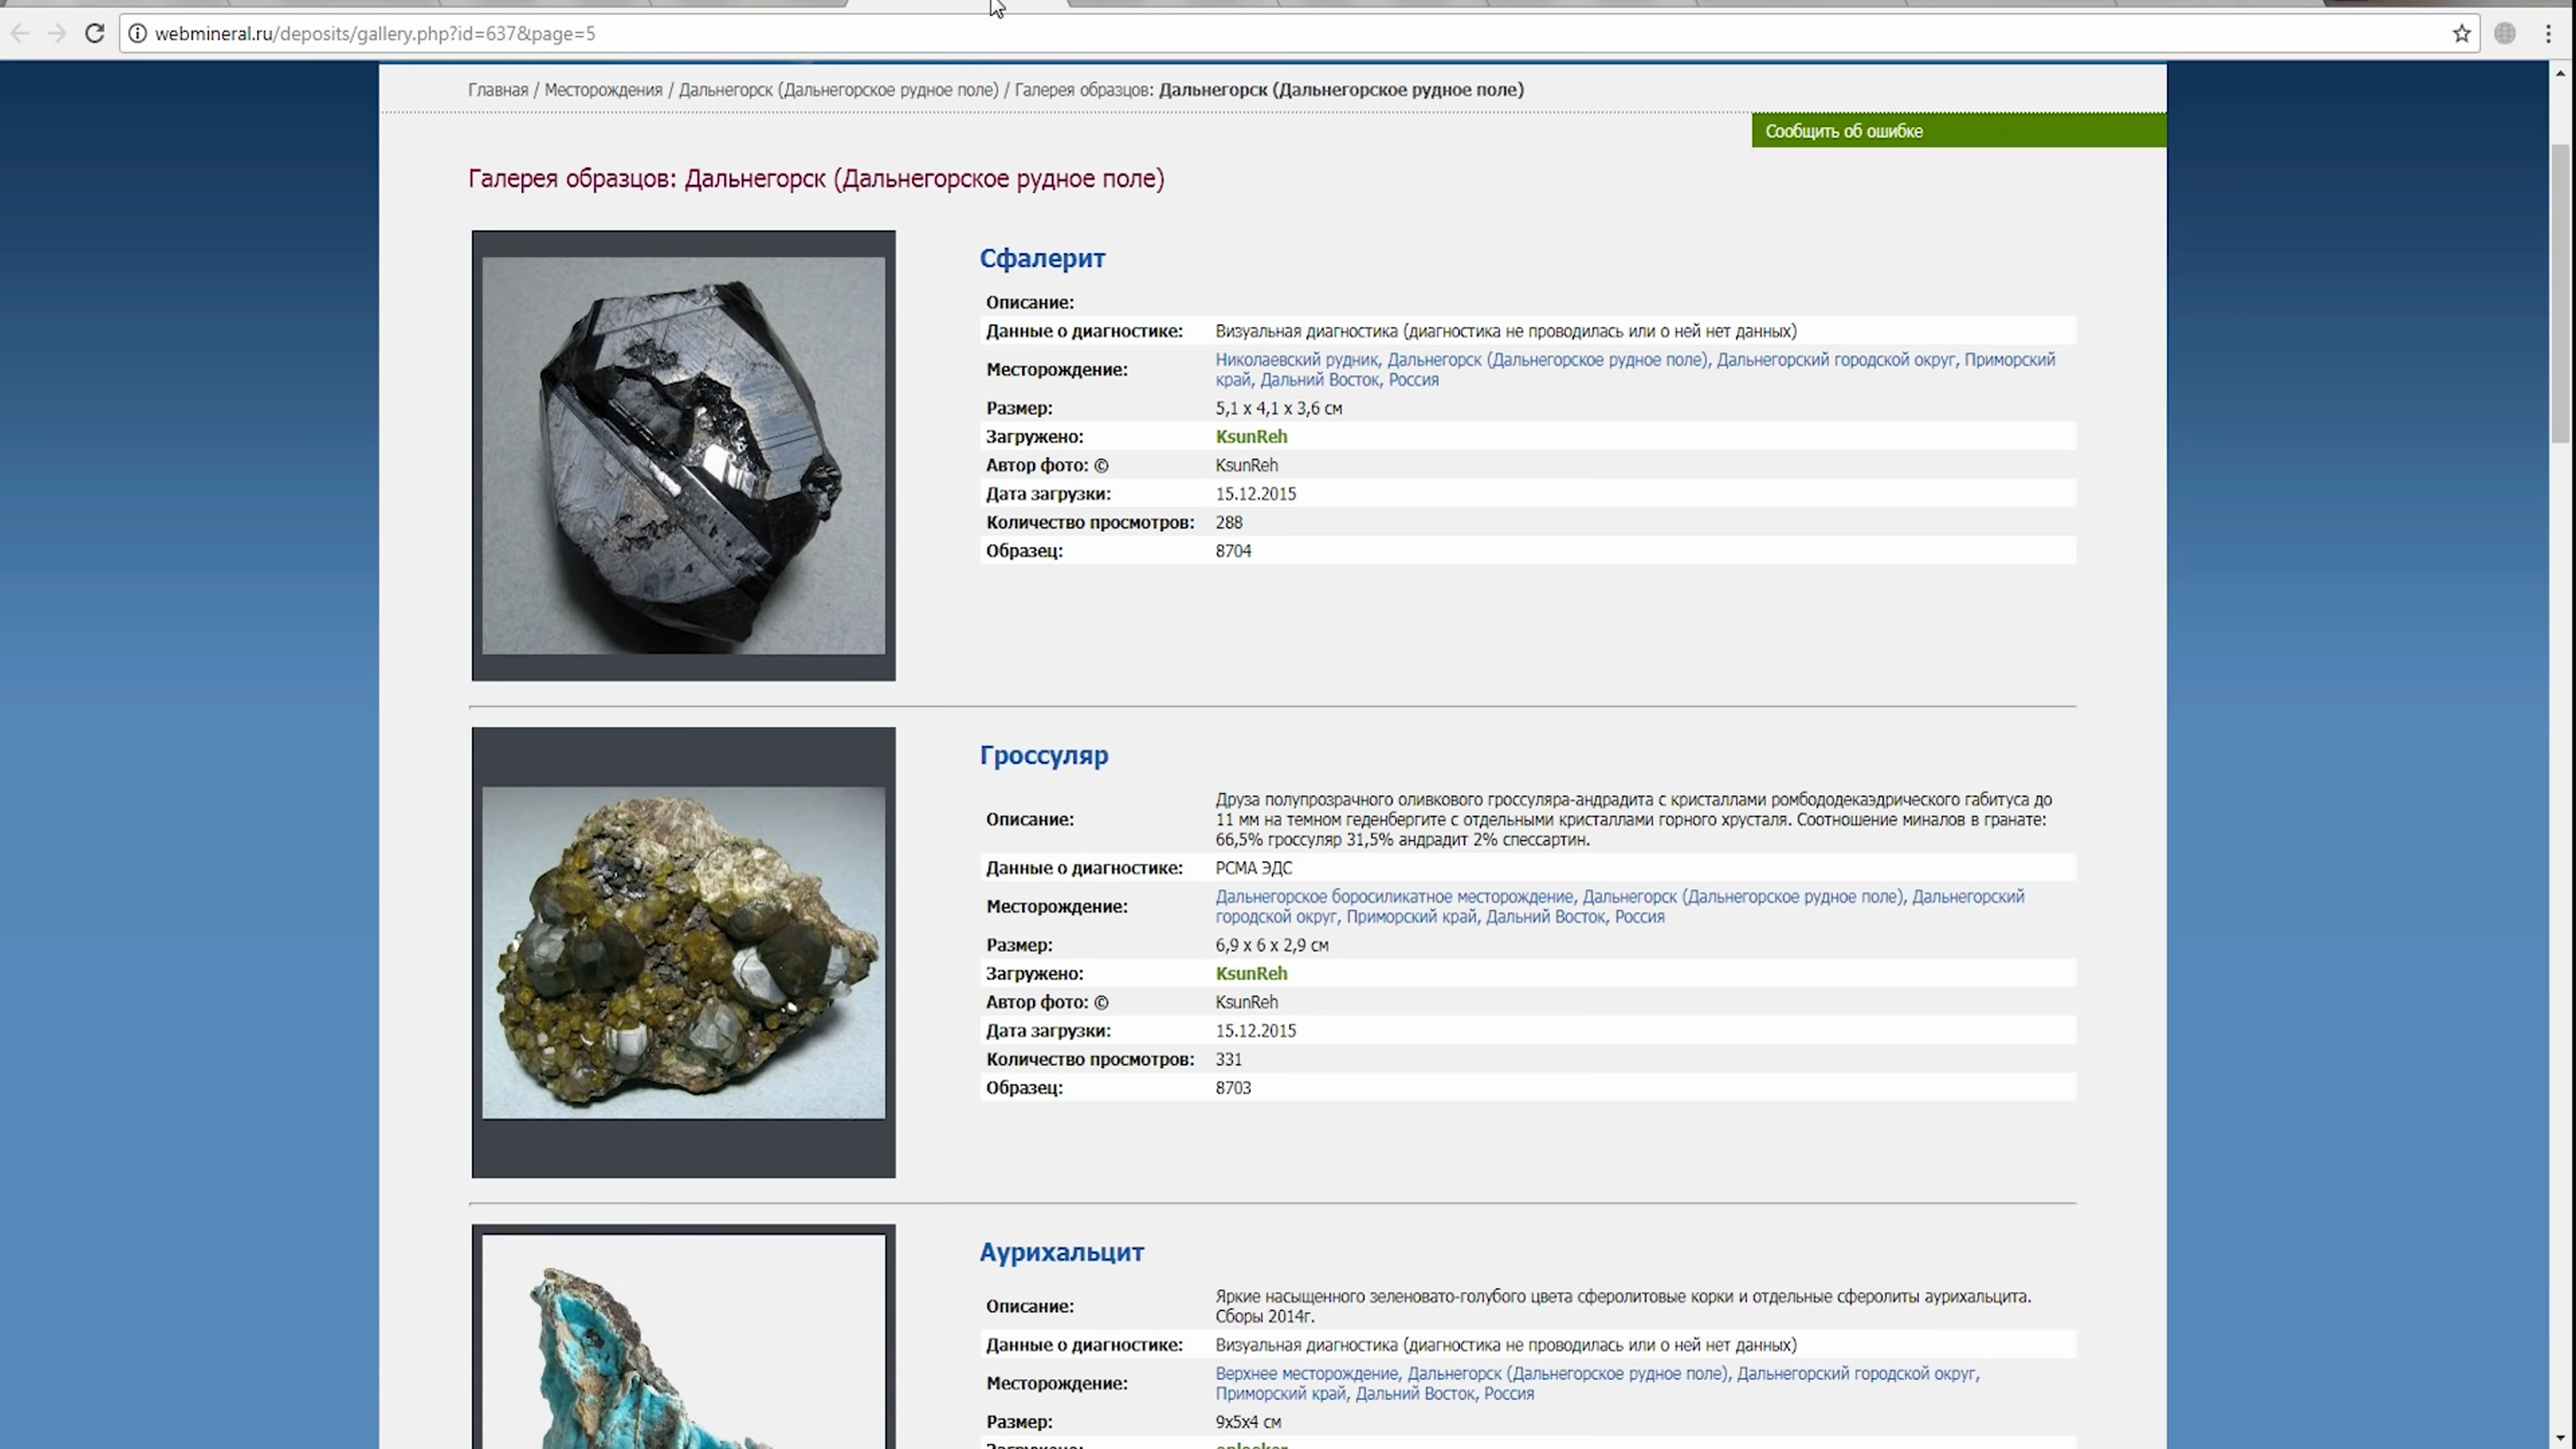 webmineral.ru/deposits/gallery.php?id=637&page=5
Главная / Месторождения / Дальнегорск (Дальнегорское рудное поле) / Галерея образцов: Дальнегорск (Дальнегорское рудное поле)
Сообщить об ошибке
Галерея образцов: Дальнегорск (Дальнегорское рудное поле)
Сфалерит
Описание:
Данные о диагностике: Визуальная диагностика (диагностика не проводилась или о ней нет данных)
Месторождение: Николаевский рудник, Дальнегорск (Дальнегорское рудное поле), Дальнегорский городской округ, Приморский
край, Дальний Восток, Россия
Размер: 5,1 x 4,1 x 3,6 см
Загружено: KsunReh
Автор фото: © KsunReh
Дата загрузки: 15.12.2015
Количество просмотров: 288
Образец: 8704
Гроссуляр
Описание: Друза полупрозрачного оливкового гроссуляра-андрадита с кристаллами ромбододекаэдрического габитуса до
11 мм на темном геденбергите с отдельными кристаллами горного хрусталя. Соотношение миналов в гранате:
66,5% гроссуляр 31,5% андрадит 2% спессартин.
Данные о диагностике: РСМА ЭДС
Месторождение: Дальнегорское боросиликатное месторождение, Дальнегорск (Дальнегорское рудное поле), Дальнегорский
городской округ, Приморский край, Дальний Восток, Россия
Размер: 6,9 x 6 x 2,9 см
Загружено: KsunReh
Автор фото: © KsunReh
Дата загрузки: 15.12.2015
Количество просмотров: 331
Образец: 8703
Аурихальцит
Описание: Яркие насыщенного зеленовато-голубого цвета сферолитовые корки и отдельные сферолиты аурихальцита.
Сборы 2014г.
Данные о диагностике: Визуальная диагностика (диагностика не проводилась или о ней нет данных)
Месторождение: Верхнее месторождение, Дальнегорск (Дальнегорское рудное поле), Дальнегорский городской округ,
Приморский край, Дальний Восток, Россия
Размер: 9x5x4 см